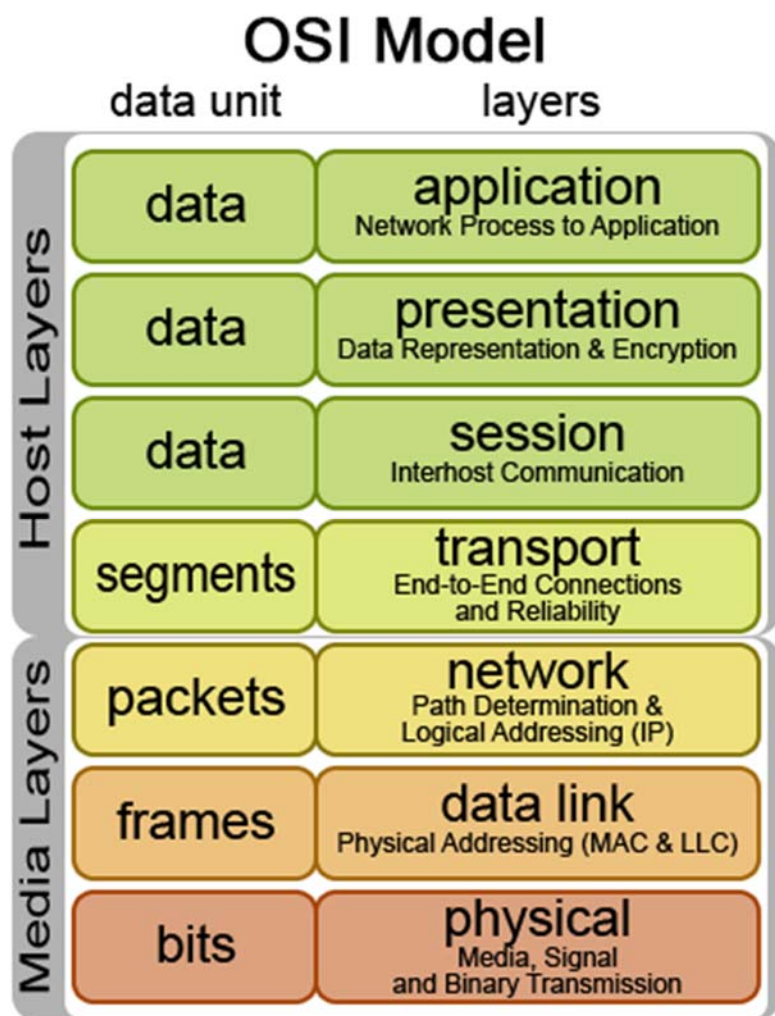 OSI Model
data unit layers
Host Layers
data application
Network Process to Application
data presentation
Data Representation & Encryption
data session
Interhost Communication
segments transport
End-to-End Connections
and Reliability
Media Layers
packets network
Path Determination &
Logical Addressing (IP)
frames data link
Physical Addressing (MAC & LLC)
bits physical
Media, Signal
and Binary Transmission